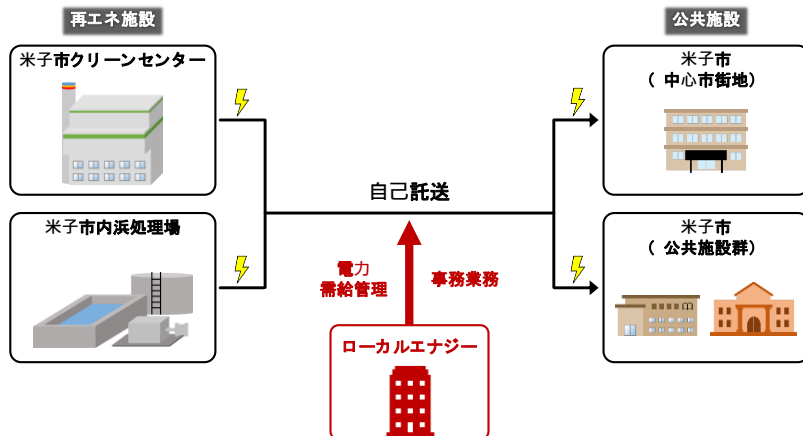 再エネ施設
公共施設
米子市クリーンセンター
米子市
( 中心市街地)
自己託送
米子市内浜処理場
米子市
( 公共施設群)
電力
需給管理
事務業務
ローカルエナジー